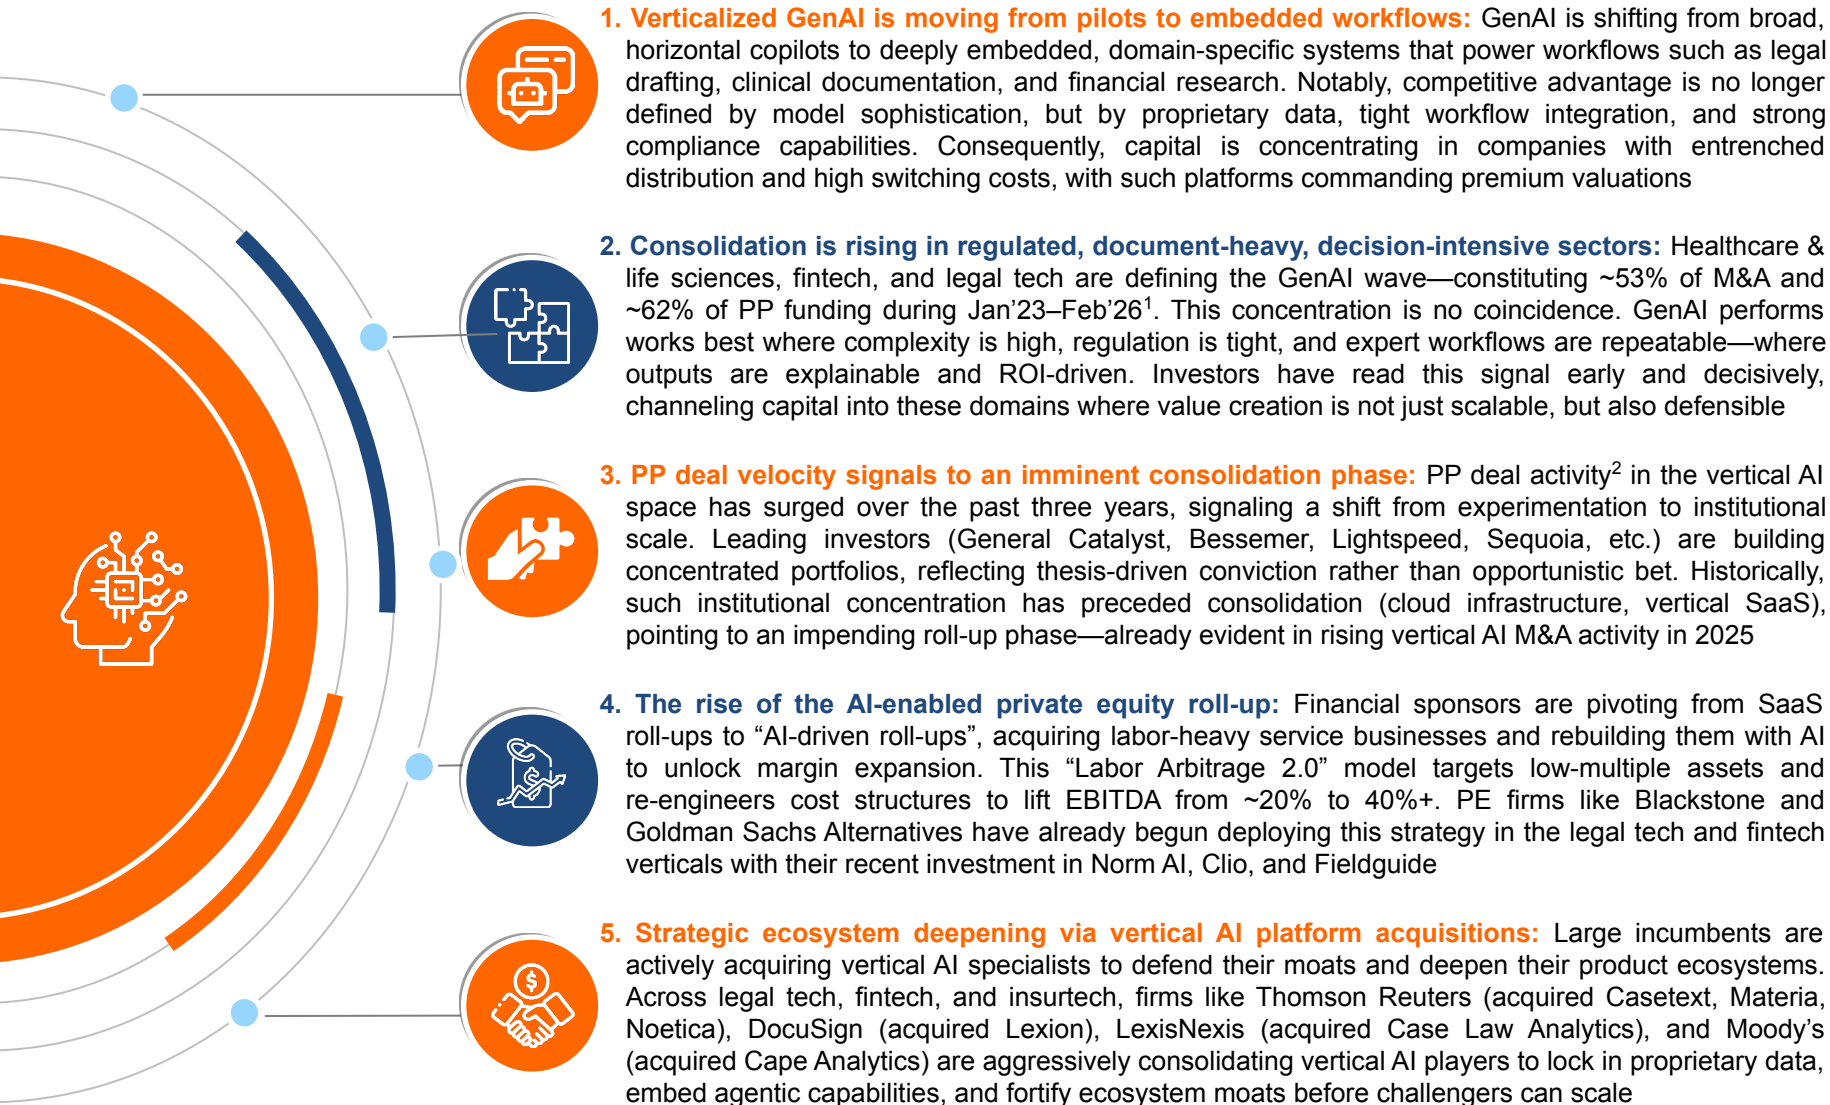 1. Verticalized GenAI is moving from pilots to embedded workflows: GenAI is shifting from broad,
horizontal copilots to deeply embedded, domain-specific systems that power workflows such as legal
drafting, clinical documentation, and financial research. Notably, competitive advantage is no longer
defined by model sophistication, but by proprietary data, tight workflow integration, and strong
compliance capabilities. Consequently, capital is concentrating in companies with entrenched
distribution and high switching costs, with such platforms commanding premium valuations
2. Consolidation is rising in regulated, document-heavy, decision-intensive sectors: Healthcare &
life sciences, fintech, and legal tech are defining the GenAI wave—constituting ~53% of M&A and
~62% of PP funding during Jan’23–Feb’26¹. This concentration is no coincidence. GenAI performs
works best where complexity is high, regulation is tight, and expert workflows are repeatable—where
outputs are explainable and ROI-driven. Investors have read this signal early and decisively,
channeling capital into these domains where value creation is not just scalable, but also defensible
3. PP deal velocity signals to an imminent consolidation phase: PP deal activity² in the vertical AI
space has surged over the past three years, signaling a shift from experimentation to institutional
scale. Leading investors (General Catalyst, Bessemer, Lightspeed, Sequoia, etc.) are building
concentrated portfolios, reflecting thesis-driven conviction rather than opportunistic bet. Historically,
such institutional concentration has preceded consolidation (cloud infrastructure, vertical SaaS),
pointing to an impending roll-up phase—already evident in rising vertical AI M&A activity in 2025
4. The rise of the AI-enabled private equity roll-up: Financial sponsors are pivoting from SaaS
roll-ups to “AI-driven roll-ups”, acquiring labor-heavy service businesses and rebuilding them with AI
to unlock margin expansion. This “Labor Arbitrage 2.0” model targets low-multiple assets and
re-engineers cost structures to lift EBITDA from ~20% to 40%+. PE firms like Blackstone and
Goldman Sachs Alternatives have already begun deploying this strategy in the legal tech and fintech
verticals with their recent investment in Norm AI, Clio, and Fieldguide
5. Strategic ecosystem deepening via vertical AI platform acquisitions: Large incumbents are
actively acquiring vertical AI specialists to defend their moats and deepen their product ecosystems.
Across legal tech, fintech, and insurtech, firms like Thomson Reuters (acquired Casetext, Materia,
Noetica), DocuSign (acquired Lexion), LexisNexis (acquired Case Law Analytics), and Moody’s
(acquired Cape Analytics) are aggressively consolidating vertical AI players to lock in proprietary data,
embed agentic capabilities, and fortify ecosystem moats before challengers can scale